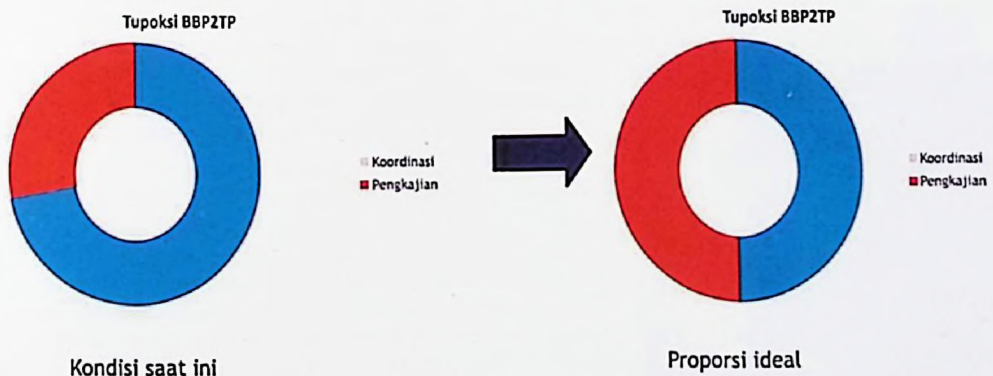 Tupoksi BBP2TP
Koordinasi
Pengkajian
Kondisi saat ini
Tupoksi BBP2TP
Koordinasi
Pengkajian
Proporsi ideal